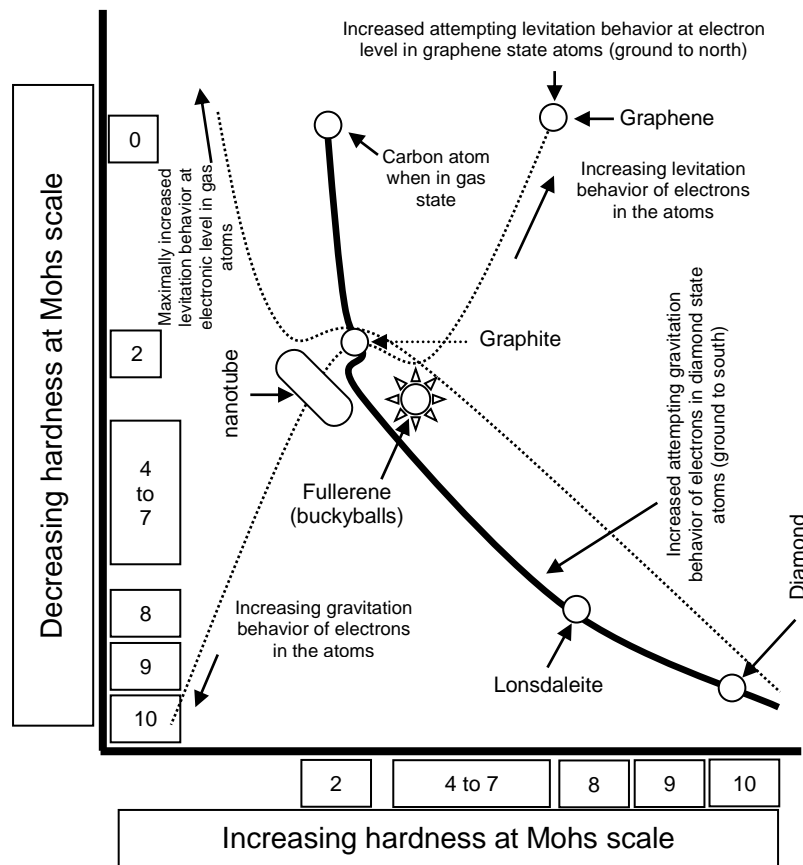 Increased attempting levitation behavior at electron
level in graphene state atoms (ground to north)
Graphene
0
Carbon atom
when in gas
state
Increasing levitation
behavior of electrons
in the atoms
Maximally increased
levitation behavior at
electronic level in gas
atoms
Decreasing hardness at Mohs scale
2
Graphite
nanotube
Increased attempting gravitation
behavior of electrons in diamond state
atoms (ground to south)
4
to
7
Fullerene
(buckyballs)
Diamond
8
Increasing gravitation
behavior of electrons
in the atoms
9
Lonsdaleite
10
2
4 to 7
8
9
10
Increasing hardness at Mohs scale